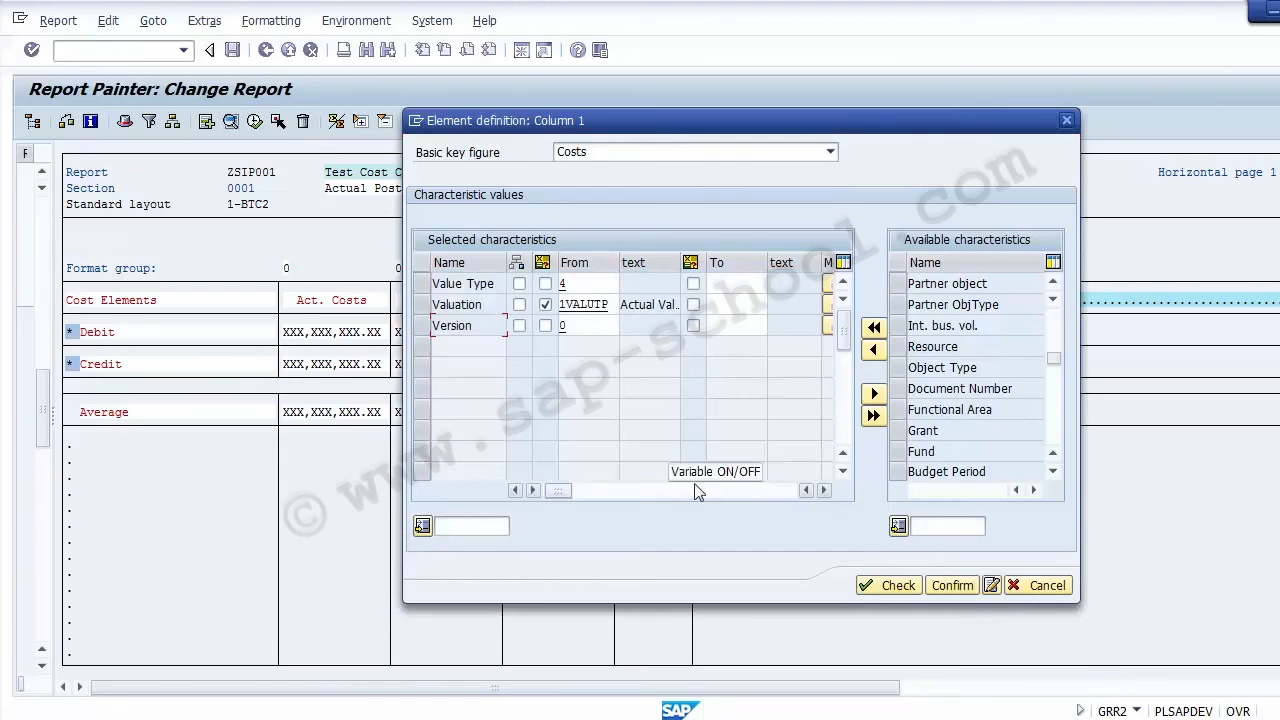 Report Edit Goto Extras Formatting Environment System Help
Report Painter: Change Report
Element definition: Column 1
Basic key figure Costs
Characteristic values
Selected characteristics
Name From text To text M
Value Type 4
Valuation 1VALUTP Actual Val..
Version 0
Variable ON/OFF
Available characteristics
Name
Partner object
Partner ObjType
Int. bus. vol.
Resource
Object Type
Document Number
Functional Area
Grant
Fund
Budget Period
Check Confirm Cancel
F
Report ZSIP001 Test Cost C
Section 0001 Actual Post
Standard layout 1-BTC2
Horizontal page 1
Format group: 0 0
Cost Elements Act. Costs
* Debit XXX,XXX,XXX.XX X
* Credit XXX,XXX,XXX.XX X
Average XXX,XXX,XXX.XX X
© www.sap-school.com
SAP
GRR2 PLSAPDEV OVR